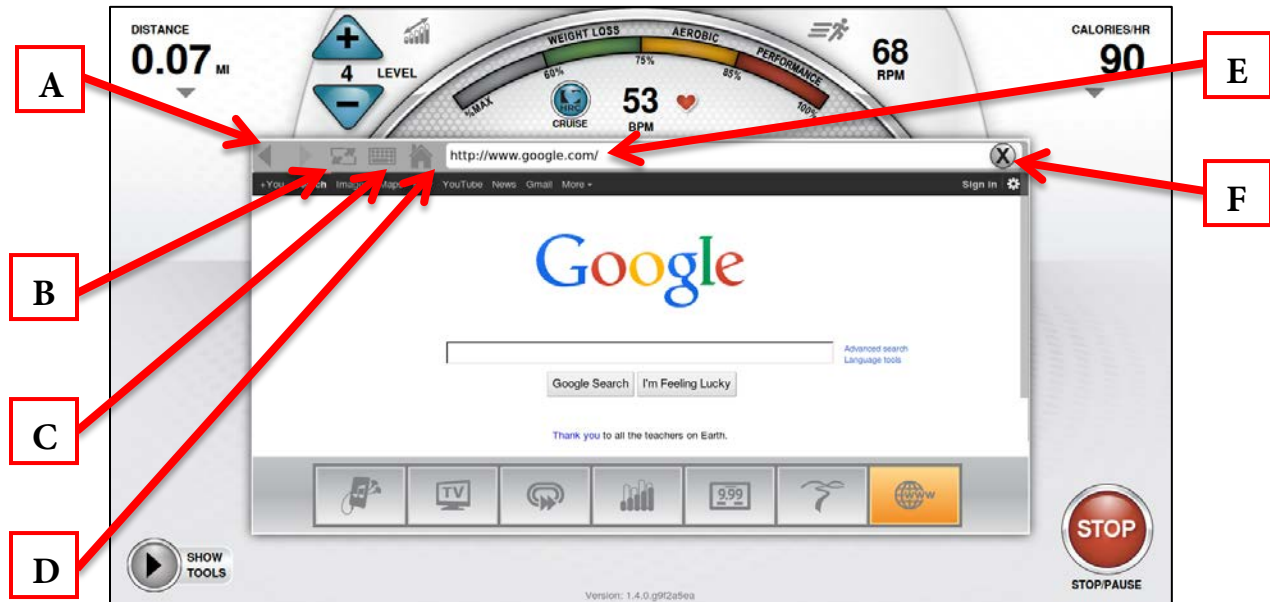 DISTANCE
0.07 MI
4 LEVEL
WEIGHT LOSS
AEROBIC
PERFORMANCE
%MAX
60%
75%
85%
100%
HRC
CRUISE
53
BPM
68
RPM
CALORIES/HR
90
A
E
http://www.google.com/
X
+You Search Images Maps YouTube News Gmail More
Sign in
F
Google
B
Advanced search
Language tools
Google Search
I'm Feeling Lucky
C
Thank you to all the teachers on Earth.
TV
9.99
www
D
SHOW
TOOLS
STOP
STOP/PAUSE
Version: 1.4.0.g9f2a5ea